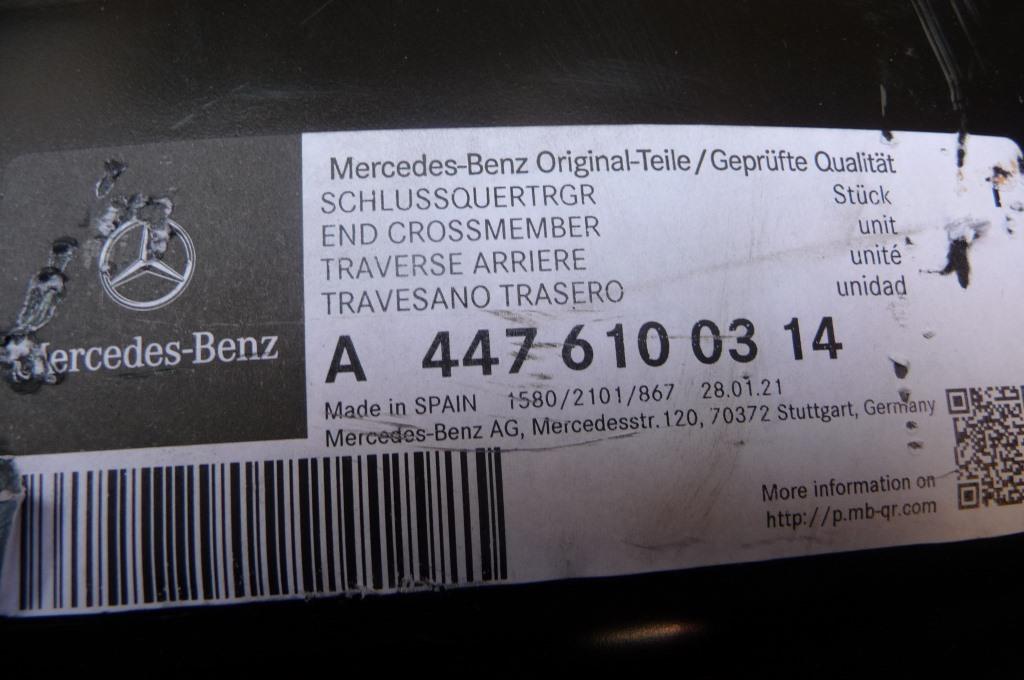 Mercedes-Benz Original-Teile/Geprüfte Qualität
SCHLUSSQUERTRGR Stück
END CROSSMEMBER unit
TRAVERSE ARRIERE unité
TRAVESANO TRASERO unidad
Mercedes-Benz
A 447 610 03 14
Made in SPAIN 1580/2101/867 28.01.21
Mercedes-Benz AG, Mercedesstr.120, 70372 Stuttgart, Germany
More information on
http://p.mb-qr.com